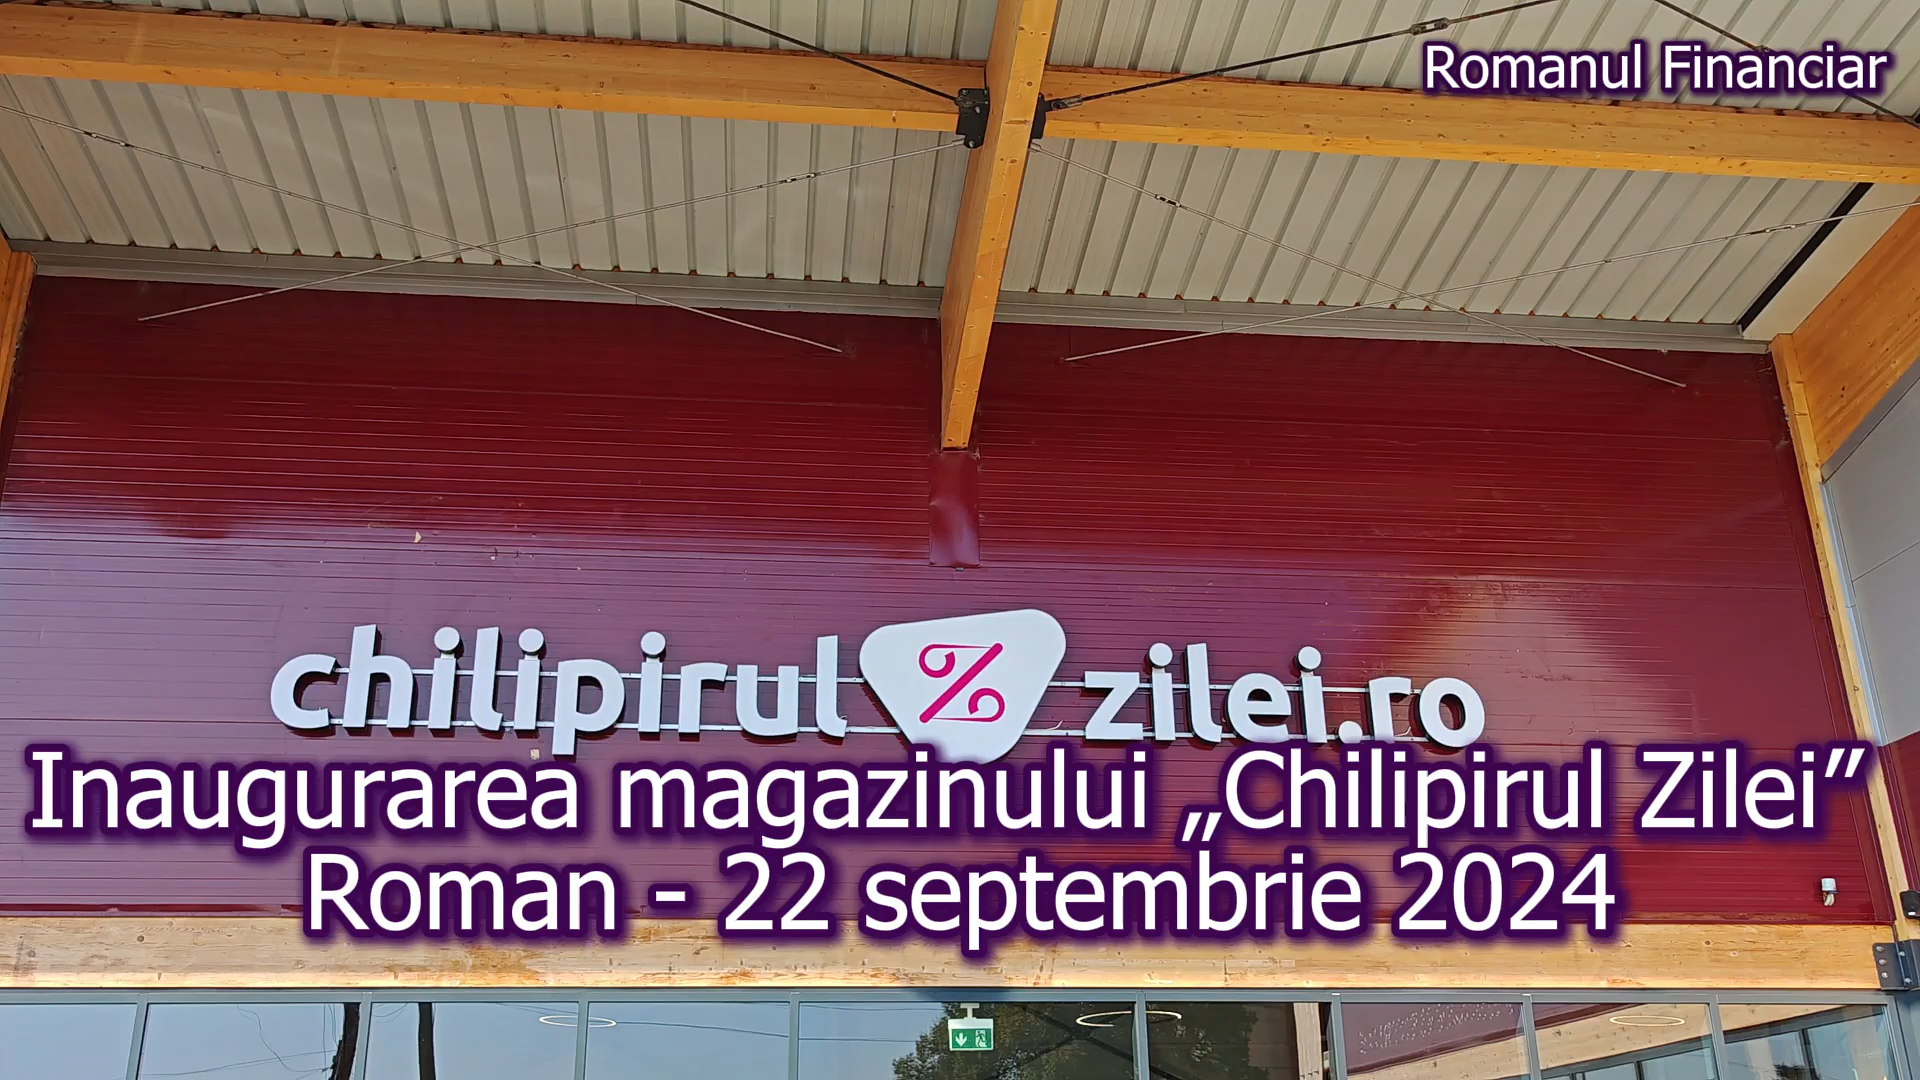 Romanul Financiar
chilipirul % zilei.ro
Inaugurarea magazinului „Chilipirul Zilei”
Roman - 22 septembrie 2024